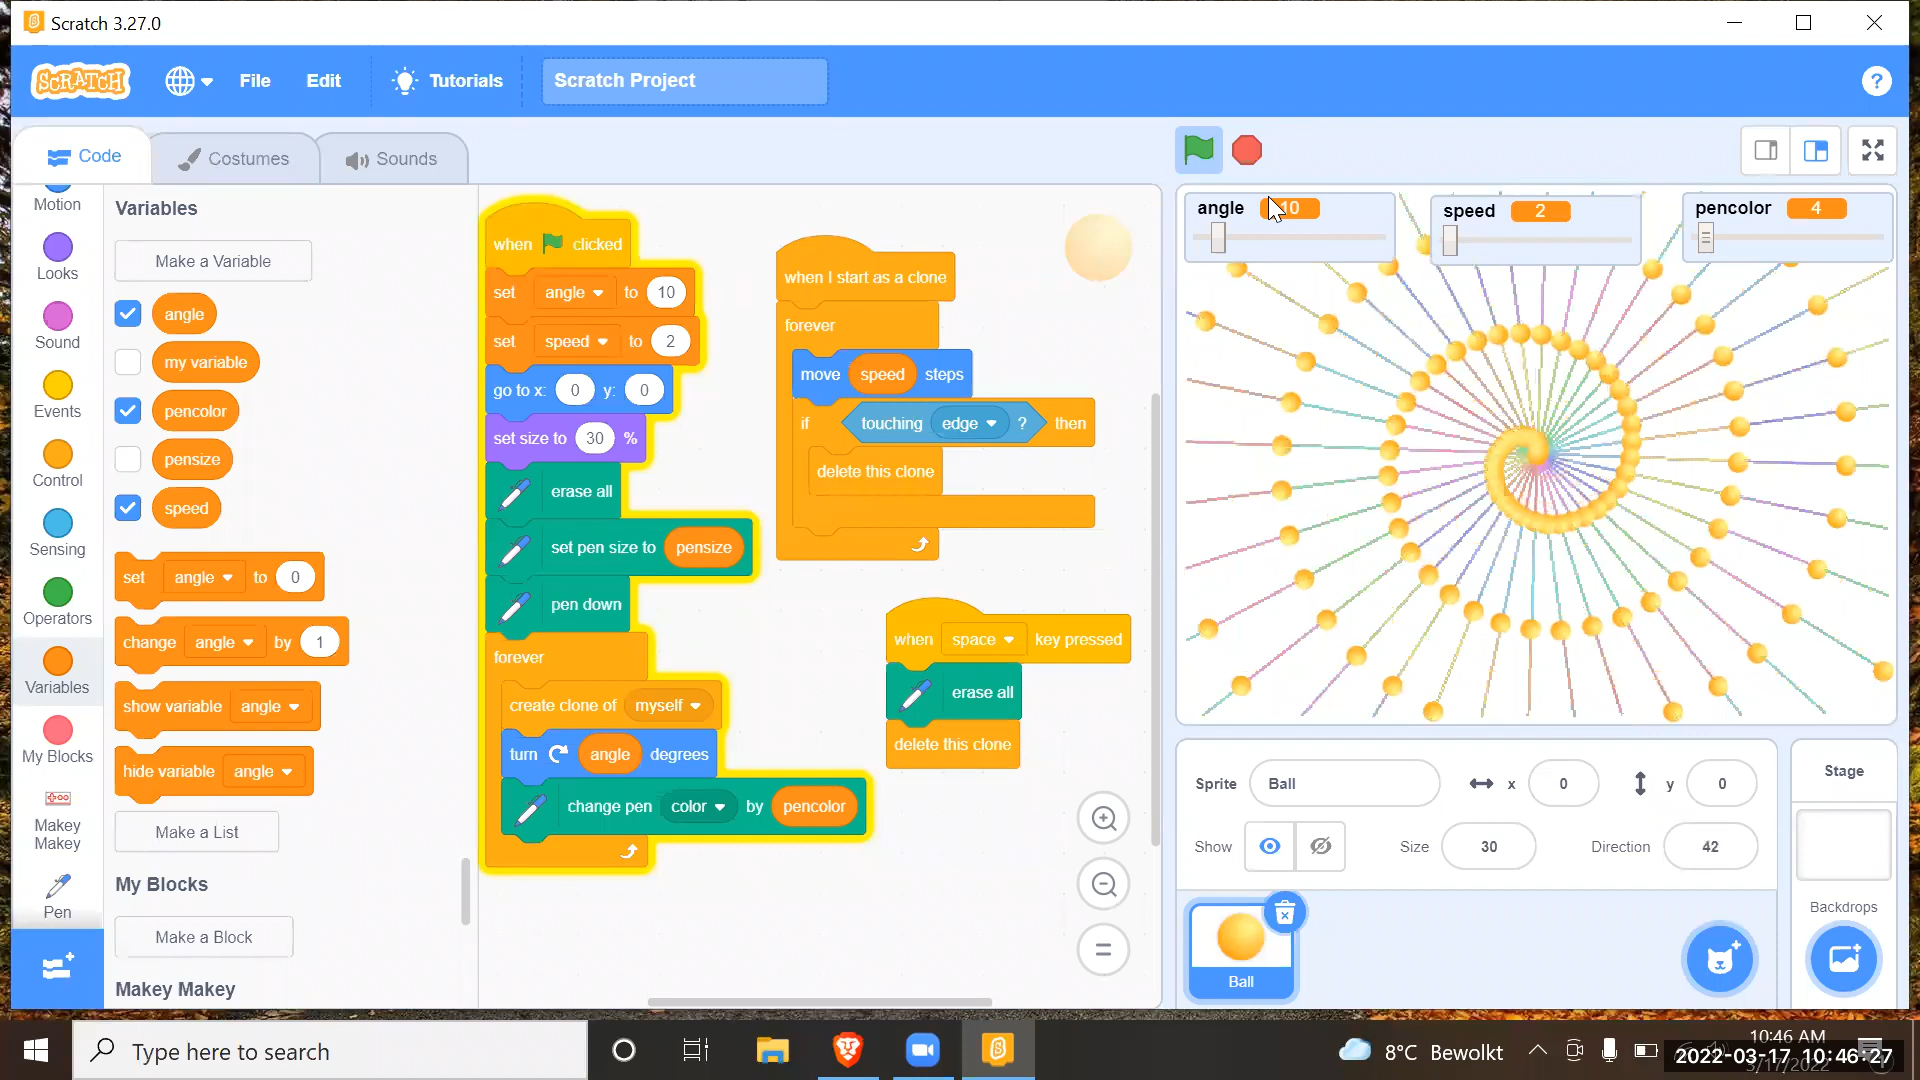 Scratch 3.27.0
SCRATCH
File
Edit
Tutorials
Scratch Project
?
Code
Costumes
Sounds
Motion
Looks
Sound
Events
Control
Sensing
Operators
Variables
My Blocks
Makey
Makey
Pen
Variables
Make a Variable
angle
my variable
pencolor
pensize
speed
set angle to 0
change angle by 1
show variable angle
hide variable angle
Make a List
My Blocks
Make a Block
Makey Makey
when clicked
set angle to 10
set speed to 2
go to x: 0 y: 0
set size to 30 %
erase all
set pen size to pensize
pen down
forever
create clone of myself
turn angle degrees
change pen color by pencolor
when I start as a clone
forever
move speed steps
if touching edge ? then
delete this clone
when space key pressed
erase all
delete this clone
angle 10
speed 2
pencolor 4
Sprite Ball x 0 y 0
Show Size 30 Direction 42
Ball
Stage
Backdrops
Type here to search
8°C Bewolkt
10:46 AM
3/17/2022
2022-03-17 10:46:27